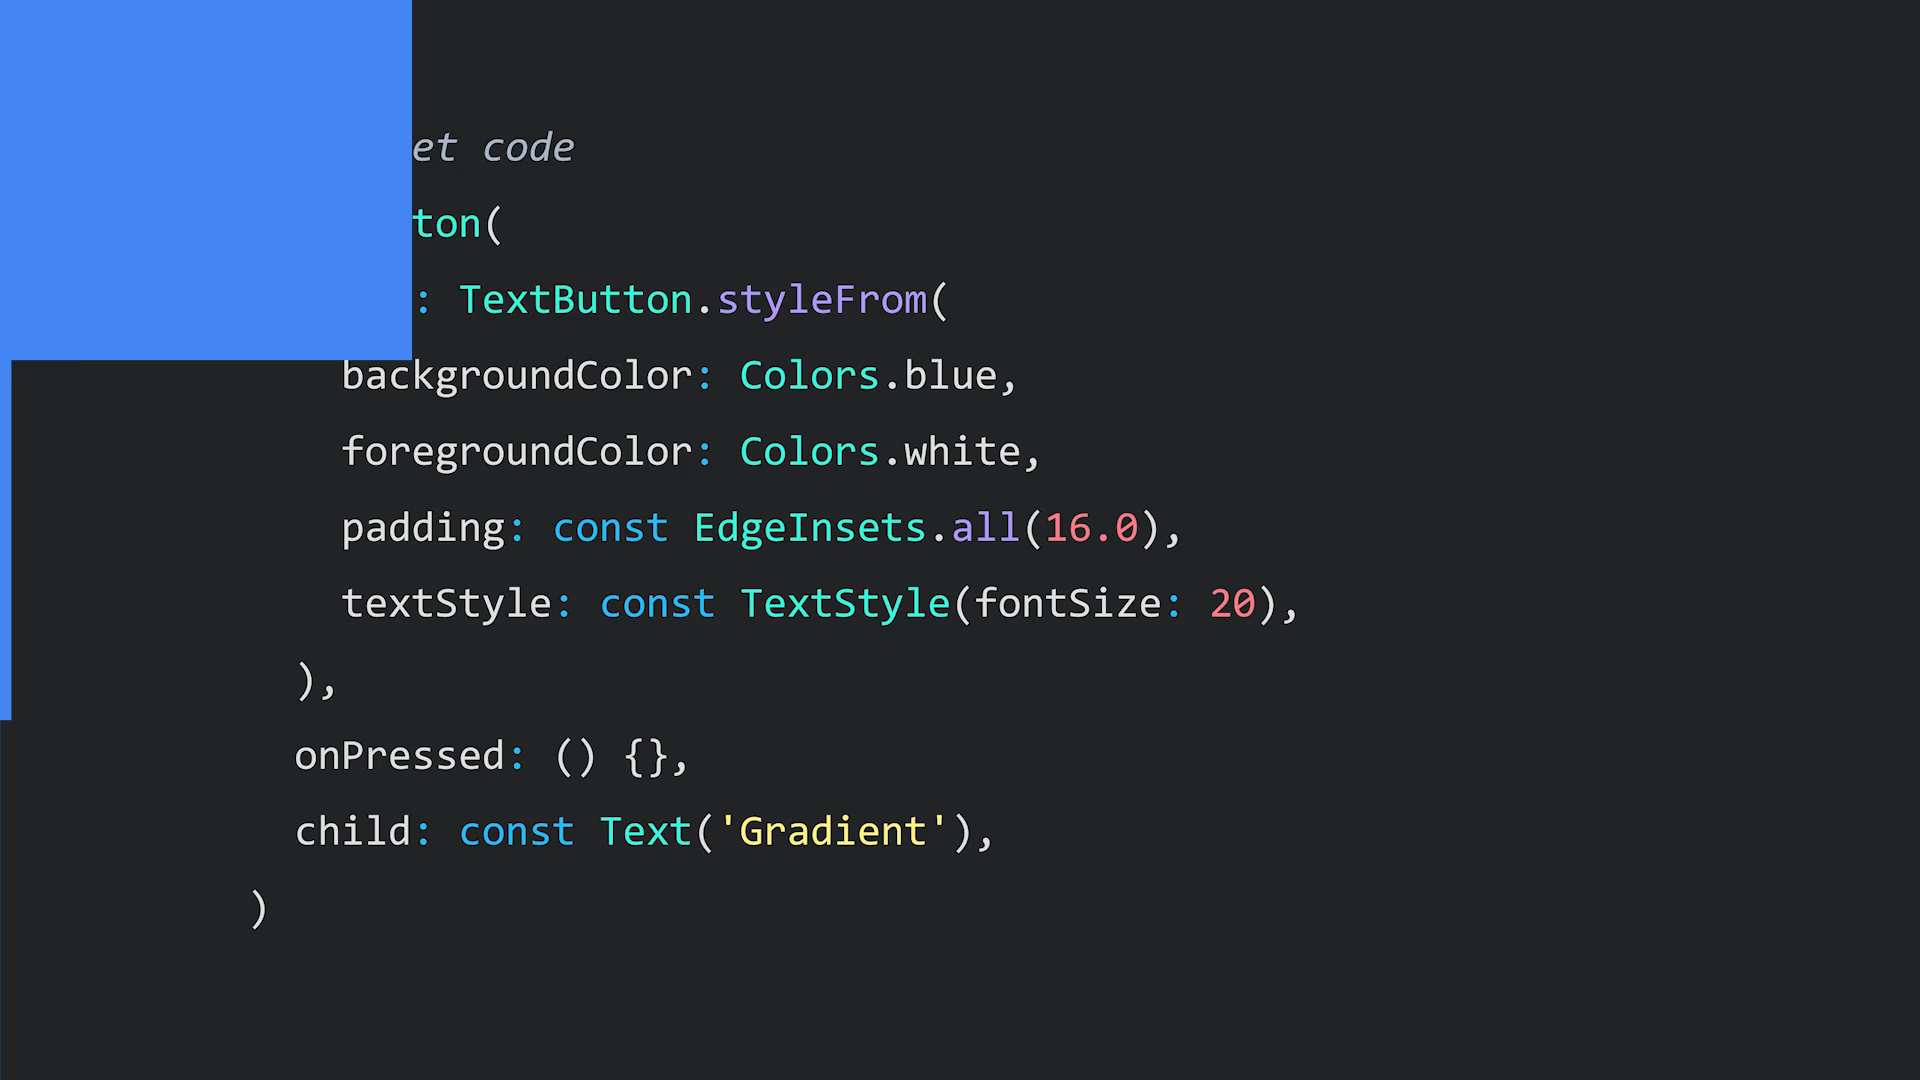 et code
ton(
: TextButton.styleFrom(
backgroundColor: Colors.blue,
foregroundColor: Colors.white,
padding: const EdgeInsets.all(16.0),
textStyle: const TextStyle(fontSize: 20),
),
onPressed: () {},
child: const Text('Gradient'),
)